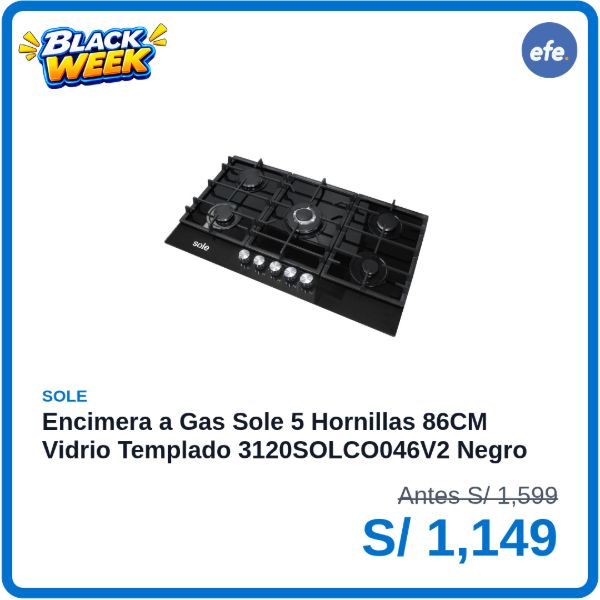 BLACK
WEEK
efe.
sole
SOLE
Encimera a Gas Sole 5 Hornillas 86CM
Vidrio Templado 3120SOLCO046V2 Negro
Antes S/ 1,599
S/ 1,149